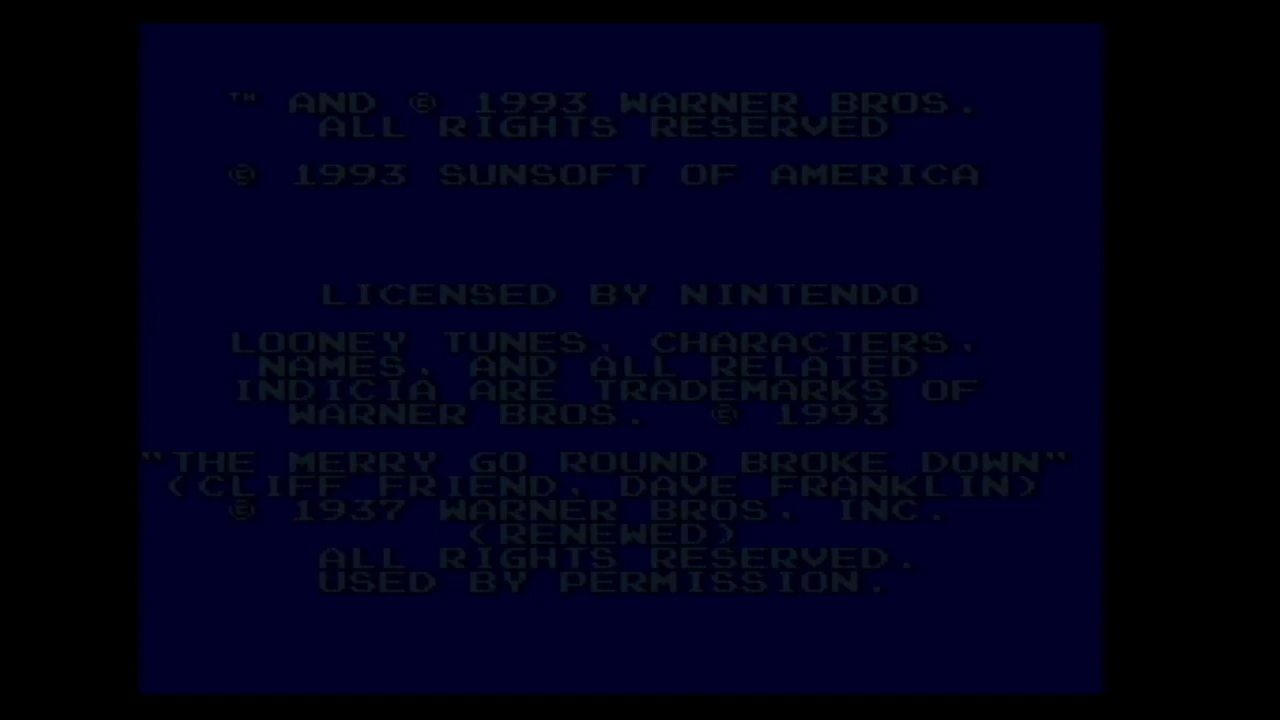 ™ AND © 1993 WARNER BROS.
ALL RIGHTS RESERVED
© 1993 SUNSOFT OF AMERICA
LICENSED BY NINTENDO
LOONEY TUNES, CHARACTERS,
NAMES, AND ALL RELATED
INDICIA ARE TRADEMARKS OF
WARNER BROS. © 1993
"THE MERRY GO ROUND BROKE DOWN"
(CLIFF FRIEND, DAVE FRANKLIN)
© 1937 WARNER BROS. INC.
(RENEWED)
ALL RIGHTS RESERVED.
USED BY PERMISSION.